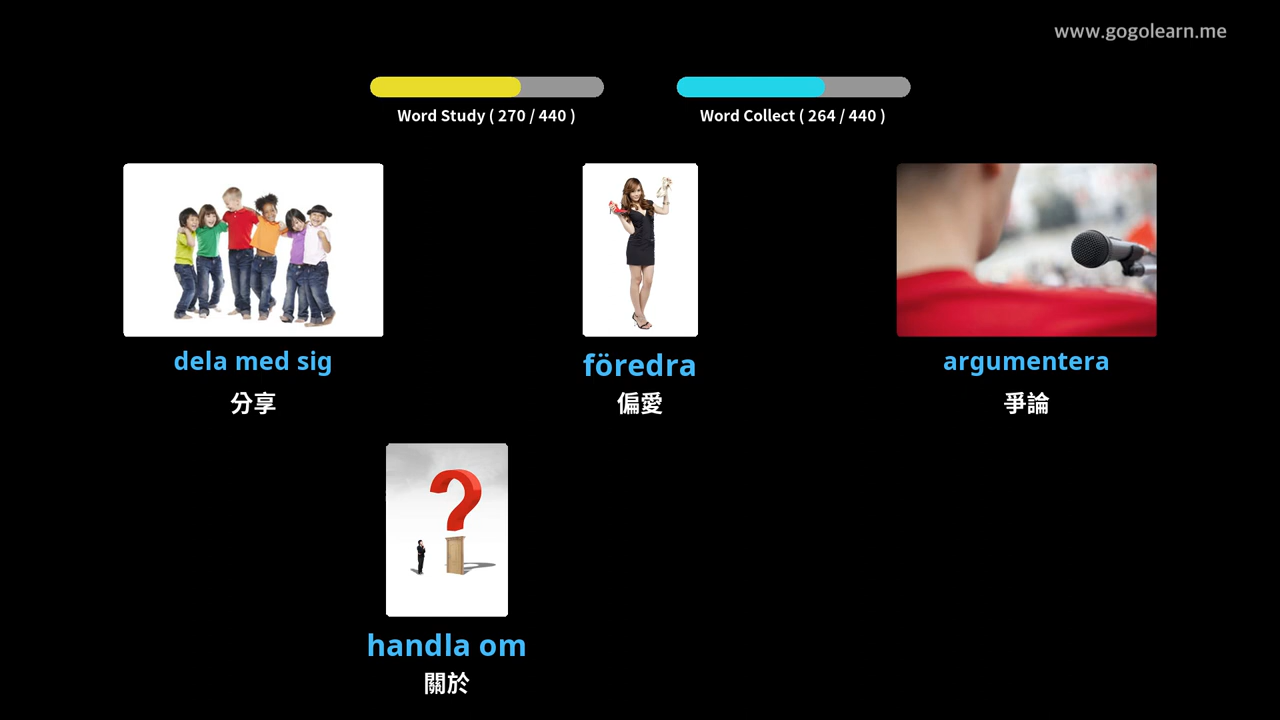 www.gogolearn.me
Word Study ( 270 / 440 )
Word Collect ( 264 / 440 )
dela med sig
分享
föredra
偏愛
argumentera
爭論
handla om
關於